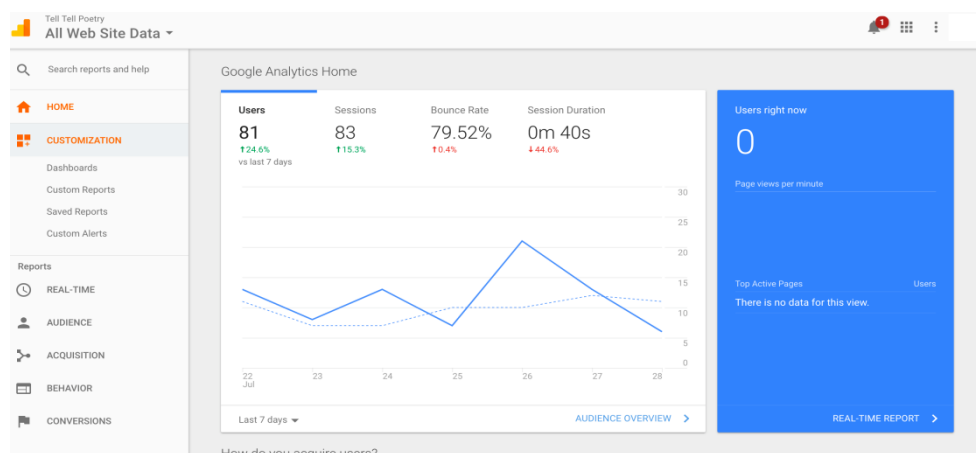 Tell Tell Poetry
All Web Site Data
1
Search reports and help
HOME
CUSTOMIZATION
Dashboards
Custom Reports
Saved Reports
Custom Alerts
Reports
REAL-TIME
AUDIENCE
ACQUISITION
BEHAVIOR
CONVERSIONS
Google Analytics Home
Users Sessions Bounce Rate Session Duration
81 83 79.52% 0m 40s
↑24.6% ↑15.3% ↑0.4% ↓44.6%
vs last 7 days
30
25
20
15
10
5
0
22 23 24 25 26 27 28
Jul
Last 7 days AUDIENCE OVERVIEW
Users right now
0
Page views per minute
Top Active Pages Users
There is no data for this view.
REAL-TIME REPORT
How do you acquire users?